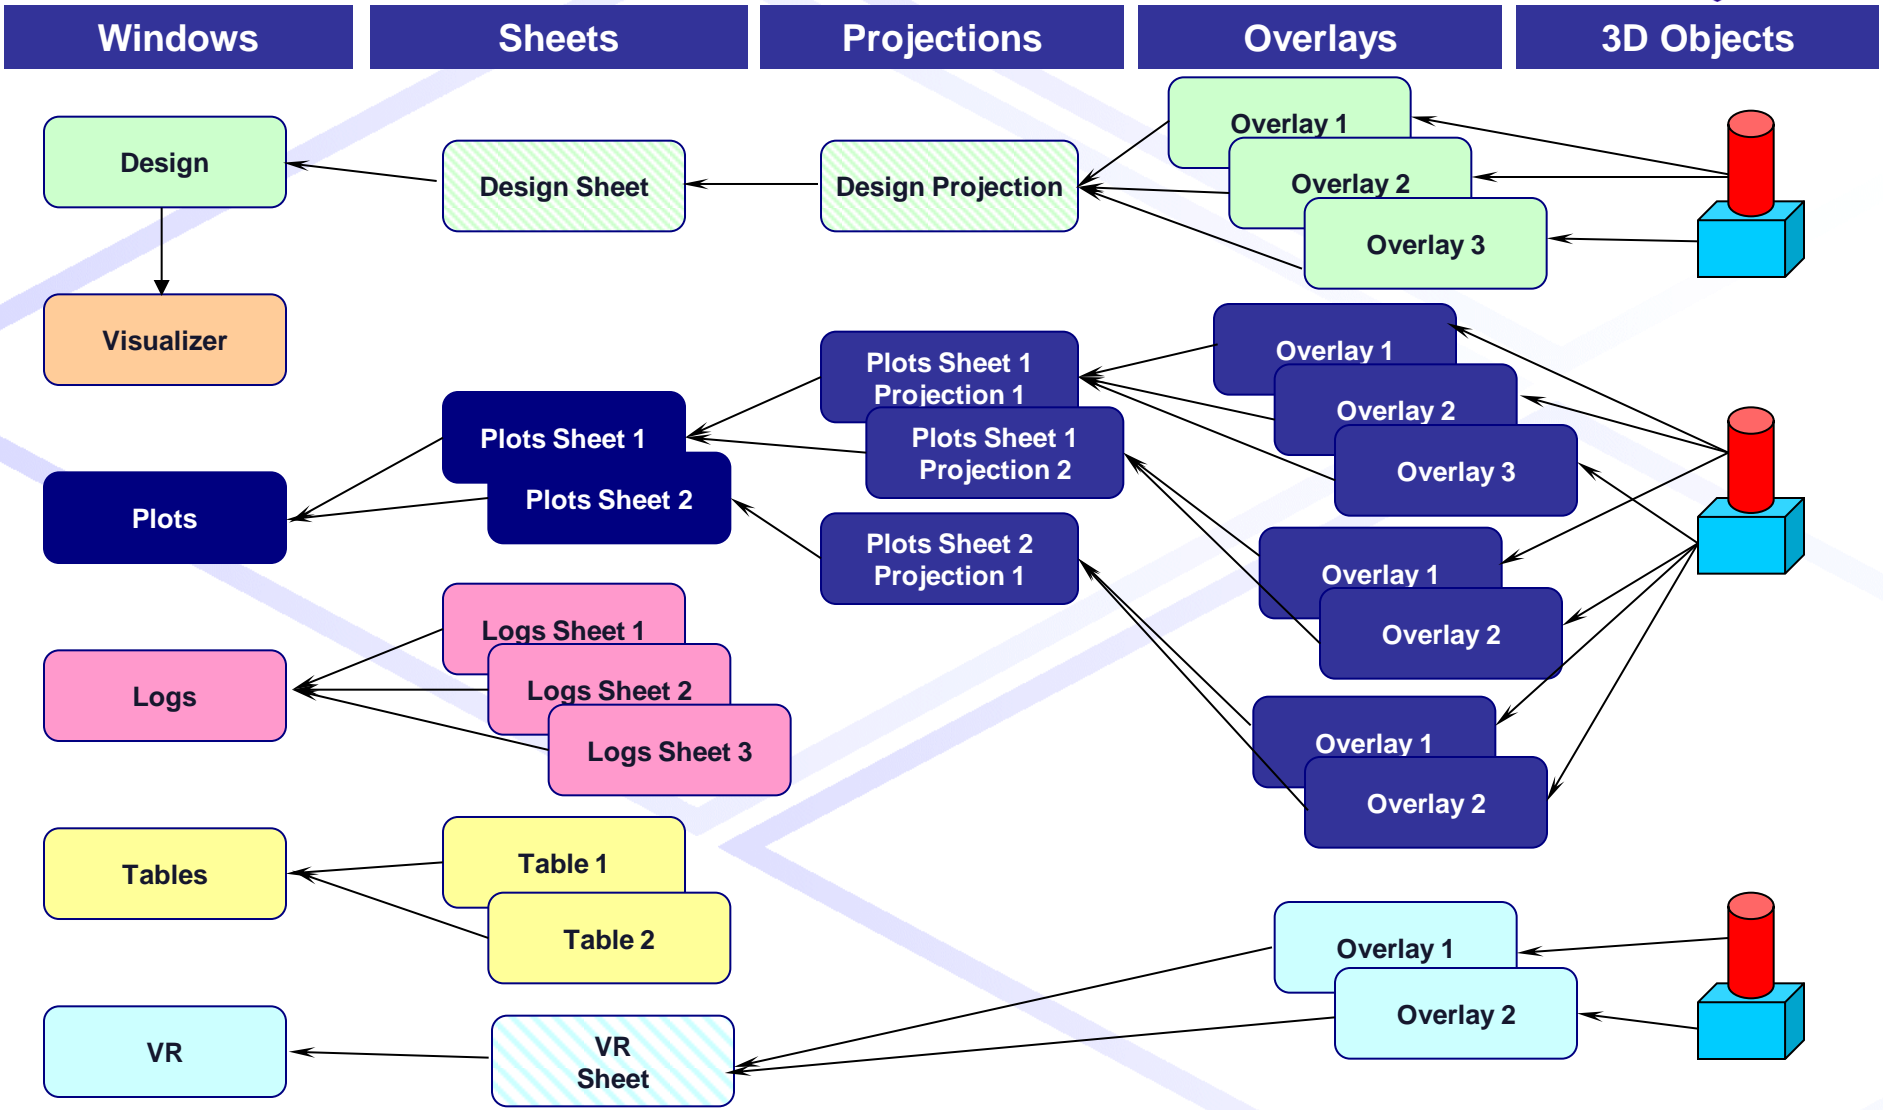 Windows
Sheets
Projections
Overlays
3D Objects
Design
Design Sheet
Design Projection
Overlay 1
Overlay 2
Overlay 3
Visualizer
Plots
Plots Sheet 1
Plots Sheet 2
Plots Sheet 1
Projection 1
Plots Sheet 1
Projection 2
Plots Sheet 2
Projection 1
Overlay 1
Overlay 2
Overlay 3
Overlay 1
Overlay 2
Overlay 1
Overlay 2
Logs
Logs Sheet 1
Logs Sheet 2
Logs Sheet 3
Tables
Table 1
Table 2
VR
VR
Sheet
Overlay 1
Overlay 2